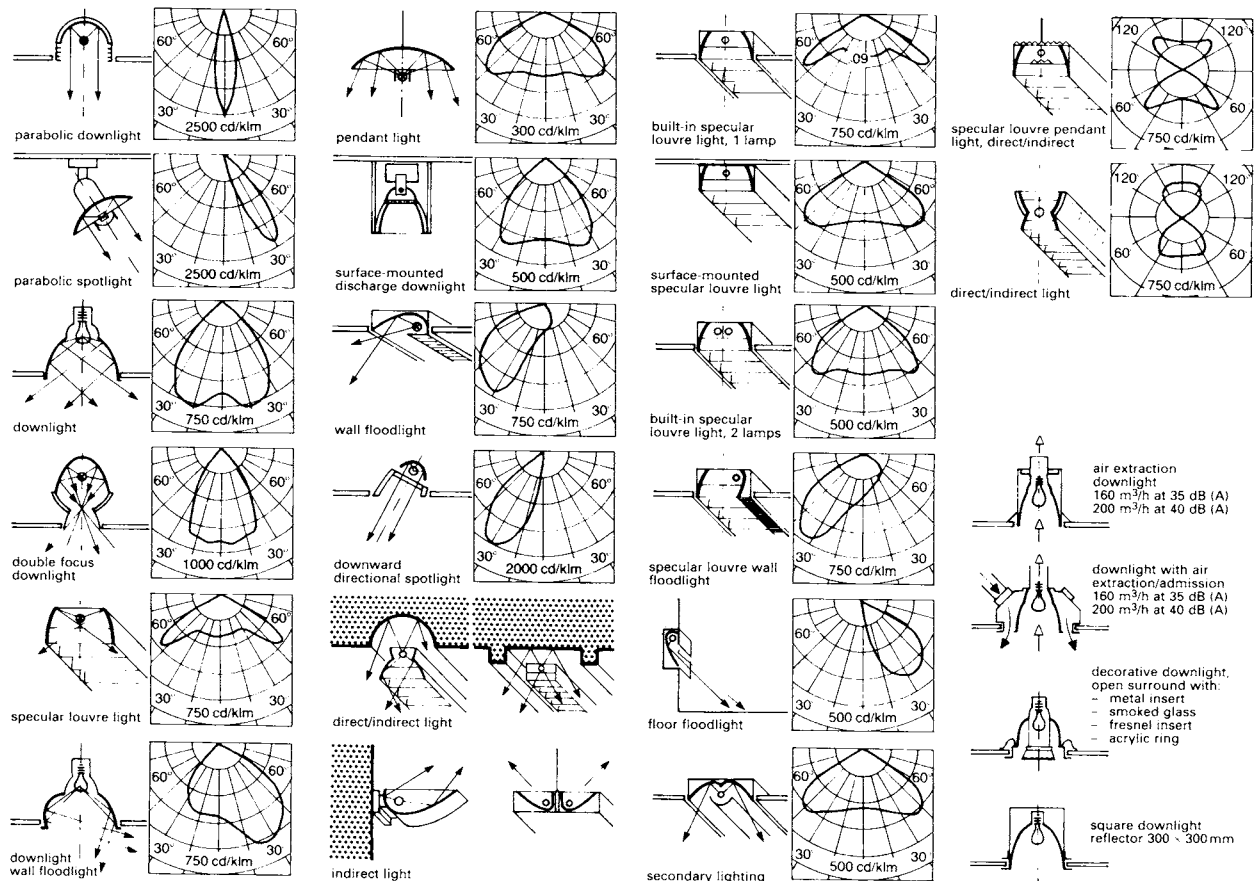 60° 60° 30° 2500 cd/klm
parabolic downlight
60° 60° 30° 300 cd/klm
pendant light
60° 60 60° 30° 750 cd/klm
built-in specular
louvre light, 1 lamp
120 120 60 60 750 cd/klm
specular louvre pendant
light, direct/indirect
60° 60° 30° 2500 cd/klm
parabolic spotlight
60° 60° 30° 500 cd/klm
surface-mounted
discharge downlight
60° 60° 30° 500 cd/klm
surface-mounted
specular louvre light
120° 120° 60° 60° 750 cd/klm
direct/indirect light
60° 60° 30° 30° 750 cd/klm
downlight
60° 60° 30° 30° 750 cd/klm
wall floodlight
60° 60° 30° 30° 500 cd/klm
built-in specular
louvre light, 2 lamps
60° 60° 30° 30° 1000 cd/klm
double focus
downlight
60° 60° 30° 30° 2000 cd/klm
downward
directional spotlight
60° 60° 30° 30° 750 cd/klm
specular louvre wall
floodlight
air extraction
downlight
160 m³/h at 35 dB (A)
200 m³/h at 40 dB (A)
60° 60° 30° 30° 750 cd/klm
specular louvre light
direct/indirect light
60° 60° 30° 30° 500 cd/klm
floor floodlight
downlight with air
extraction/admission
160 m³/h at 35 dB (A)
200 m³/h at 40 dB (A)
decorative downlight,
open surround with:
- metal insert
- smoked glass
- fresnel insert
- acrylic ring
60° 60° 30° 30° 750 cd/klm
downlight
wall floodlight
indirect light
60° 60° 30° 30° 500 cd/klm
secondary lighting
square downlight
reflector 300 × 300 mm